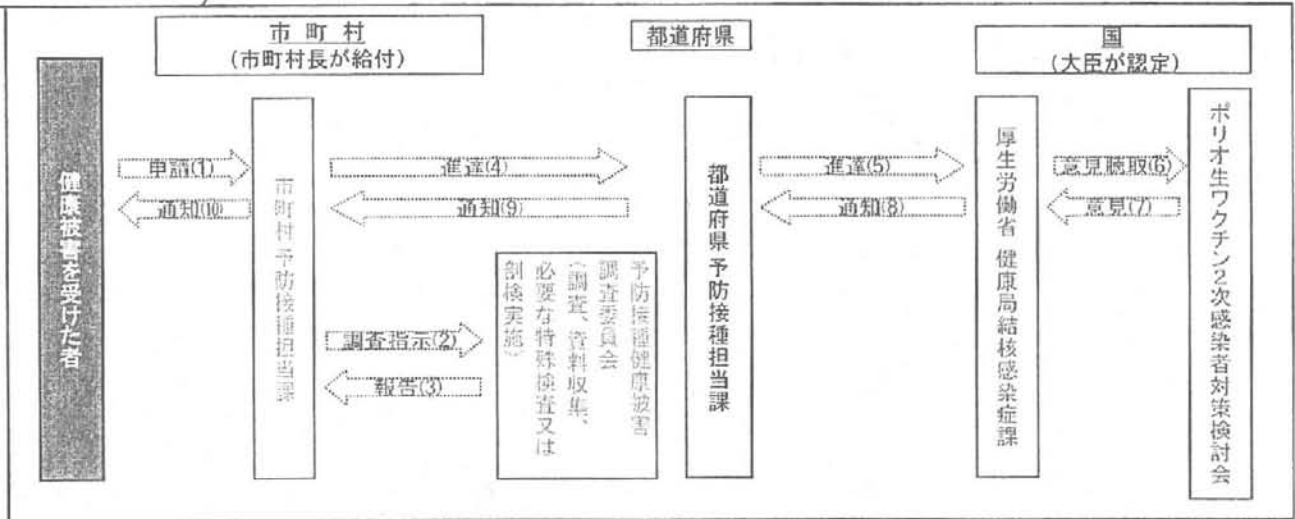 市町村
(市町村長が給付)
都道府県
国
(大臣が認定)
健康被害を受けた者
申請(1)
通知(10)
市町村予防接種担当課
進達(4)
通知(9)
調査指示(2)
報告(3)
予防接種健康被害
調査委員会
(調査、資料収集、
必要な特殊検査又は
剖検実施)
都道府県予防接種担当課
進達(5)
通知(8)
厚生労働省 健康局結核感染症課
意見聴取(6)
意見(7)
ポリオ生ワクチン2次感染者対策検討会